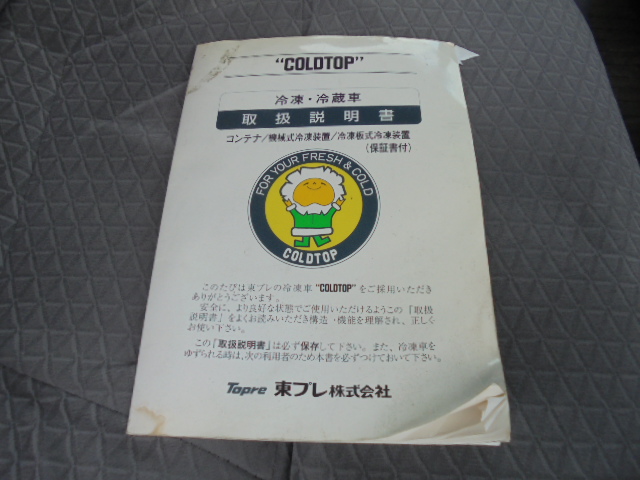 "COLDTOP"
冷凍・冷蔵車
取扱説明書
コンテナ/機械式冷凍装置/冷凍板式冷凍装置
(保証書付)
FOR YOUR FRESH & COLD
COLDTOP
このたびは東プレの冷凍車"COLDTOP"をご採用いただき
ありがとうございます。
安全に、より良好な状態でご使用いただけるようこの「取扱
説明書」をよくお読みいただき構造・機能を理解され、正しく
お使い下さい。
この「取扱説明書」は必ず保存して下さい。また、冷凍車を
ゆずられる時は、次の利用者のため本書を必ずつけておいて下さい。
Topre 東プレ株式会社